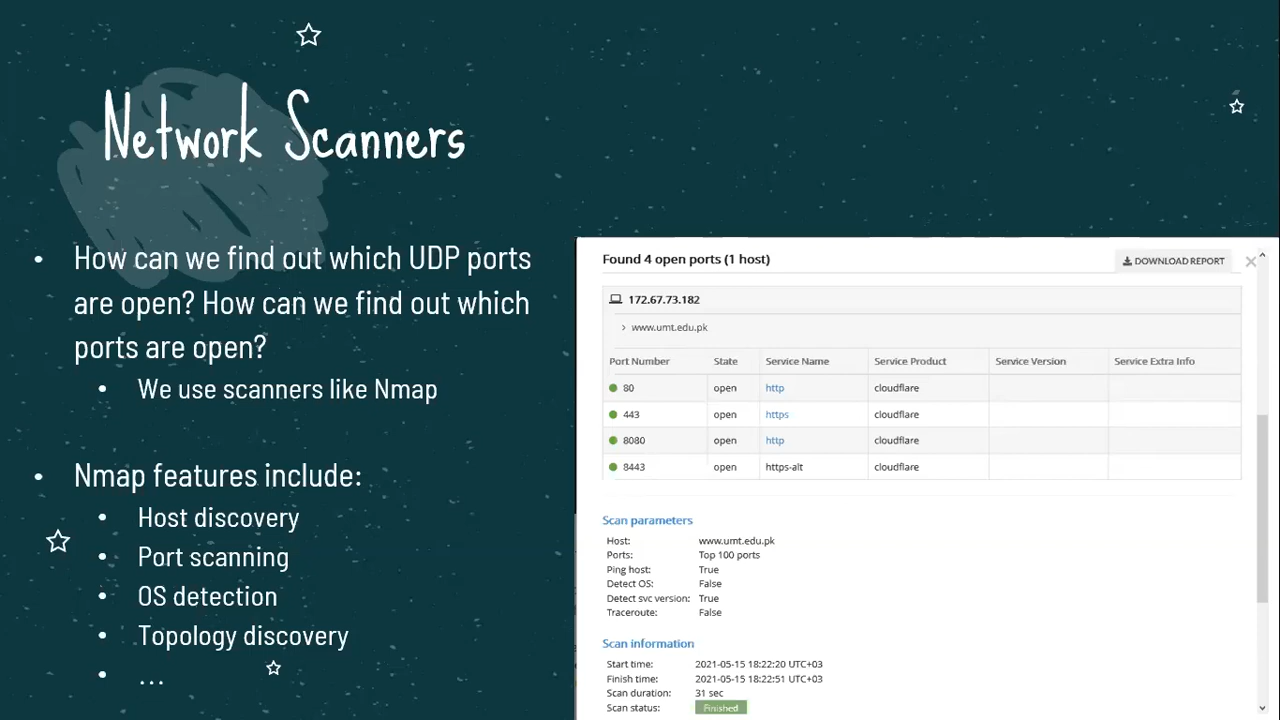 Network Scanners
• How can we find out which UDP ports
are open? How can we find out which
ports are open?
• We use scanners like Nmap
• Nmap features include:
• Host discovery
• Port scanning
• OS detection
• Topology discovery
• ...
Found 4 open ports (1 host)
DOWNLOAD REPORT
172.67.73.182
www.umt.edu.pk
Port Number State Service Name Service Product Service Version Service Extra Info
80 open http cloudflare
443 open https cloudflare
8080 open http cloudflare
8443 open https-alt cloudflare
Scan parameters
Host: www.umt.edu.pk
Ports: Top 100 ports
Ping host: True
Detect OS: False
Detect svc version: True
Traceroute: False
Scan information
Start time: 2021-05-15 18:22:20 UTC+03
Finish time: 2021-05-15 18:22:51 UTC+03
Scan duration: 31 sec
Scan status: Finished